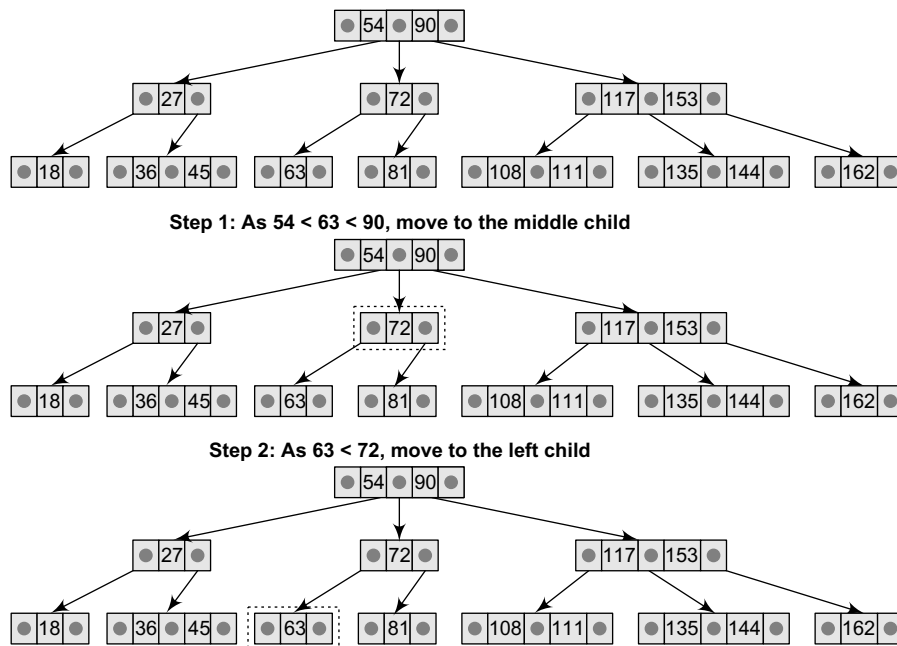 54 90
27 72 117 153
18 36 45 63 81 108 111 135 144 162
Step 1: As 54 < 63 < 90, move to the middle child
54 90
27 72 117 153
18 36 45 63 81 108 111 135 144 162
Step 2: As 63 < 72, move to the left child
54 90
27 72 117 153
18 36 45 63 81 108 111 135 144 162